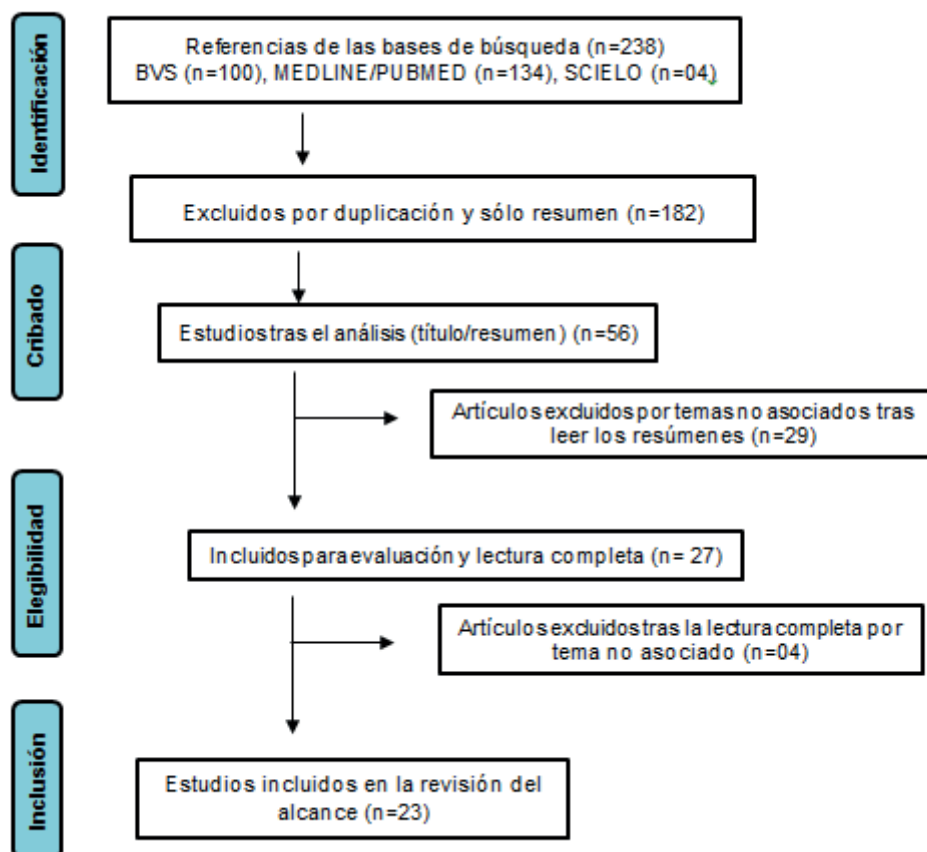 Identificación
Referencias de las bases de búsqueda (n=238)
BVS (n=100), MEDLINE/PUBMED (n=134), SCIELO (n=04)
Excluidos por duplicación y sólo resumen (n=182)
Cribado
Estudios tras el análisis (título/resumen) (n=56)
Artículos excluidos por temas no asociados tras
leer los resúmenes (n=29)
Elegibilidad
Incluidos para evaluación y lectura completa (n= 27)
Artículos excluidos tras la lectura completa por
tema no asociado (n=04)
Inclusión
Estudios incluidos en la revisión del
alcance (n=23)